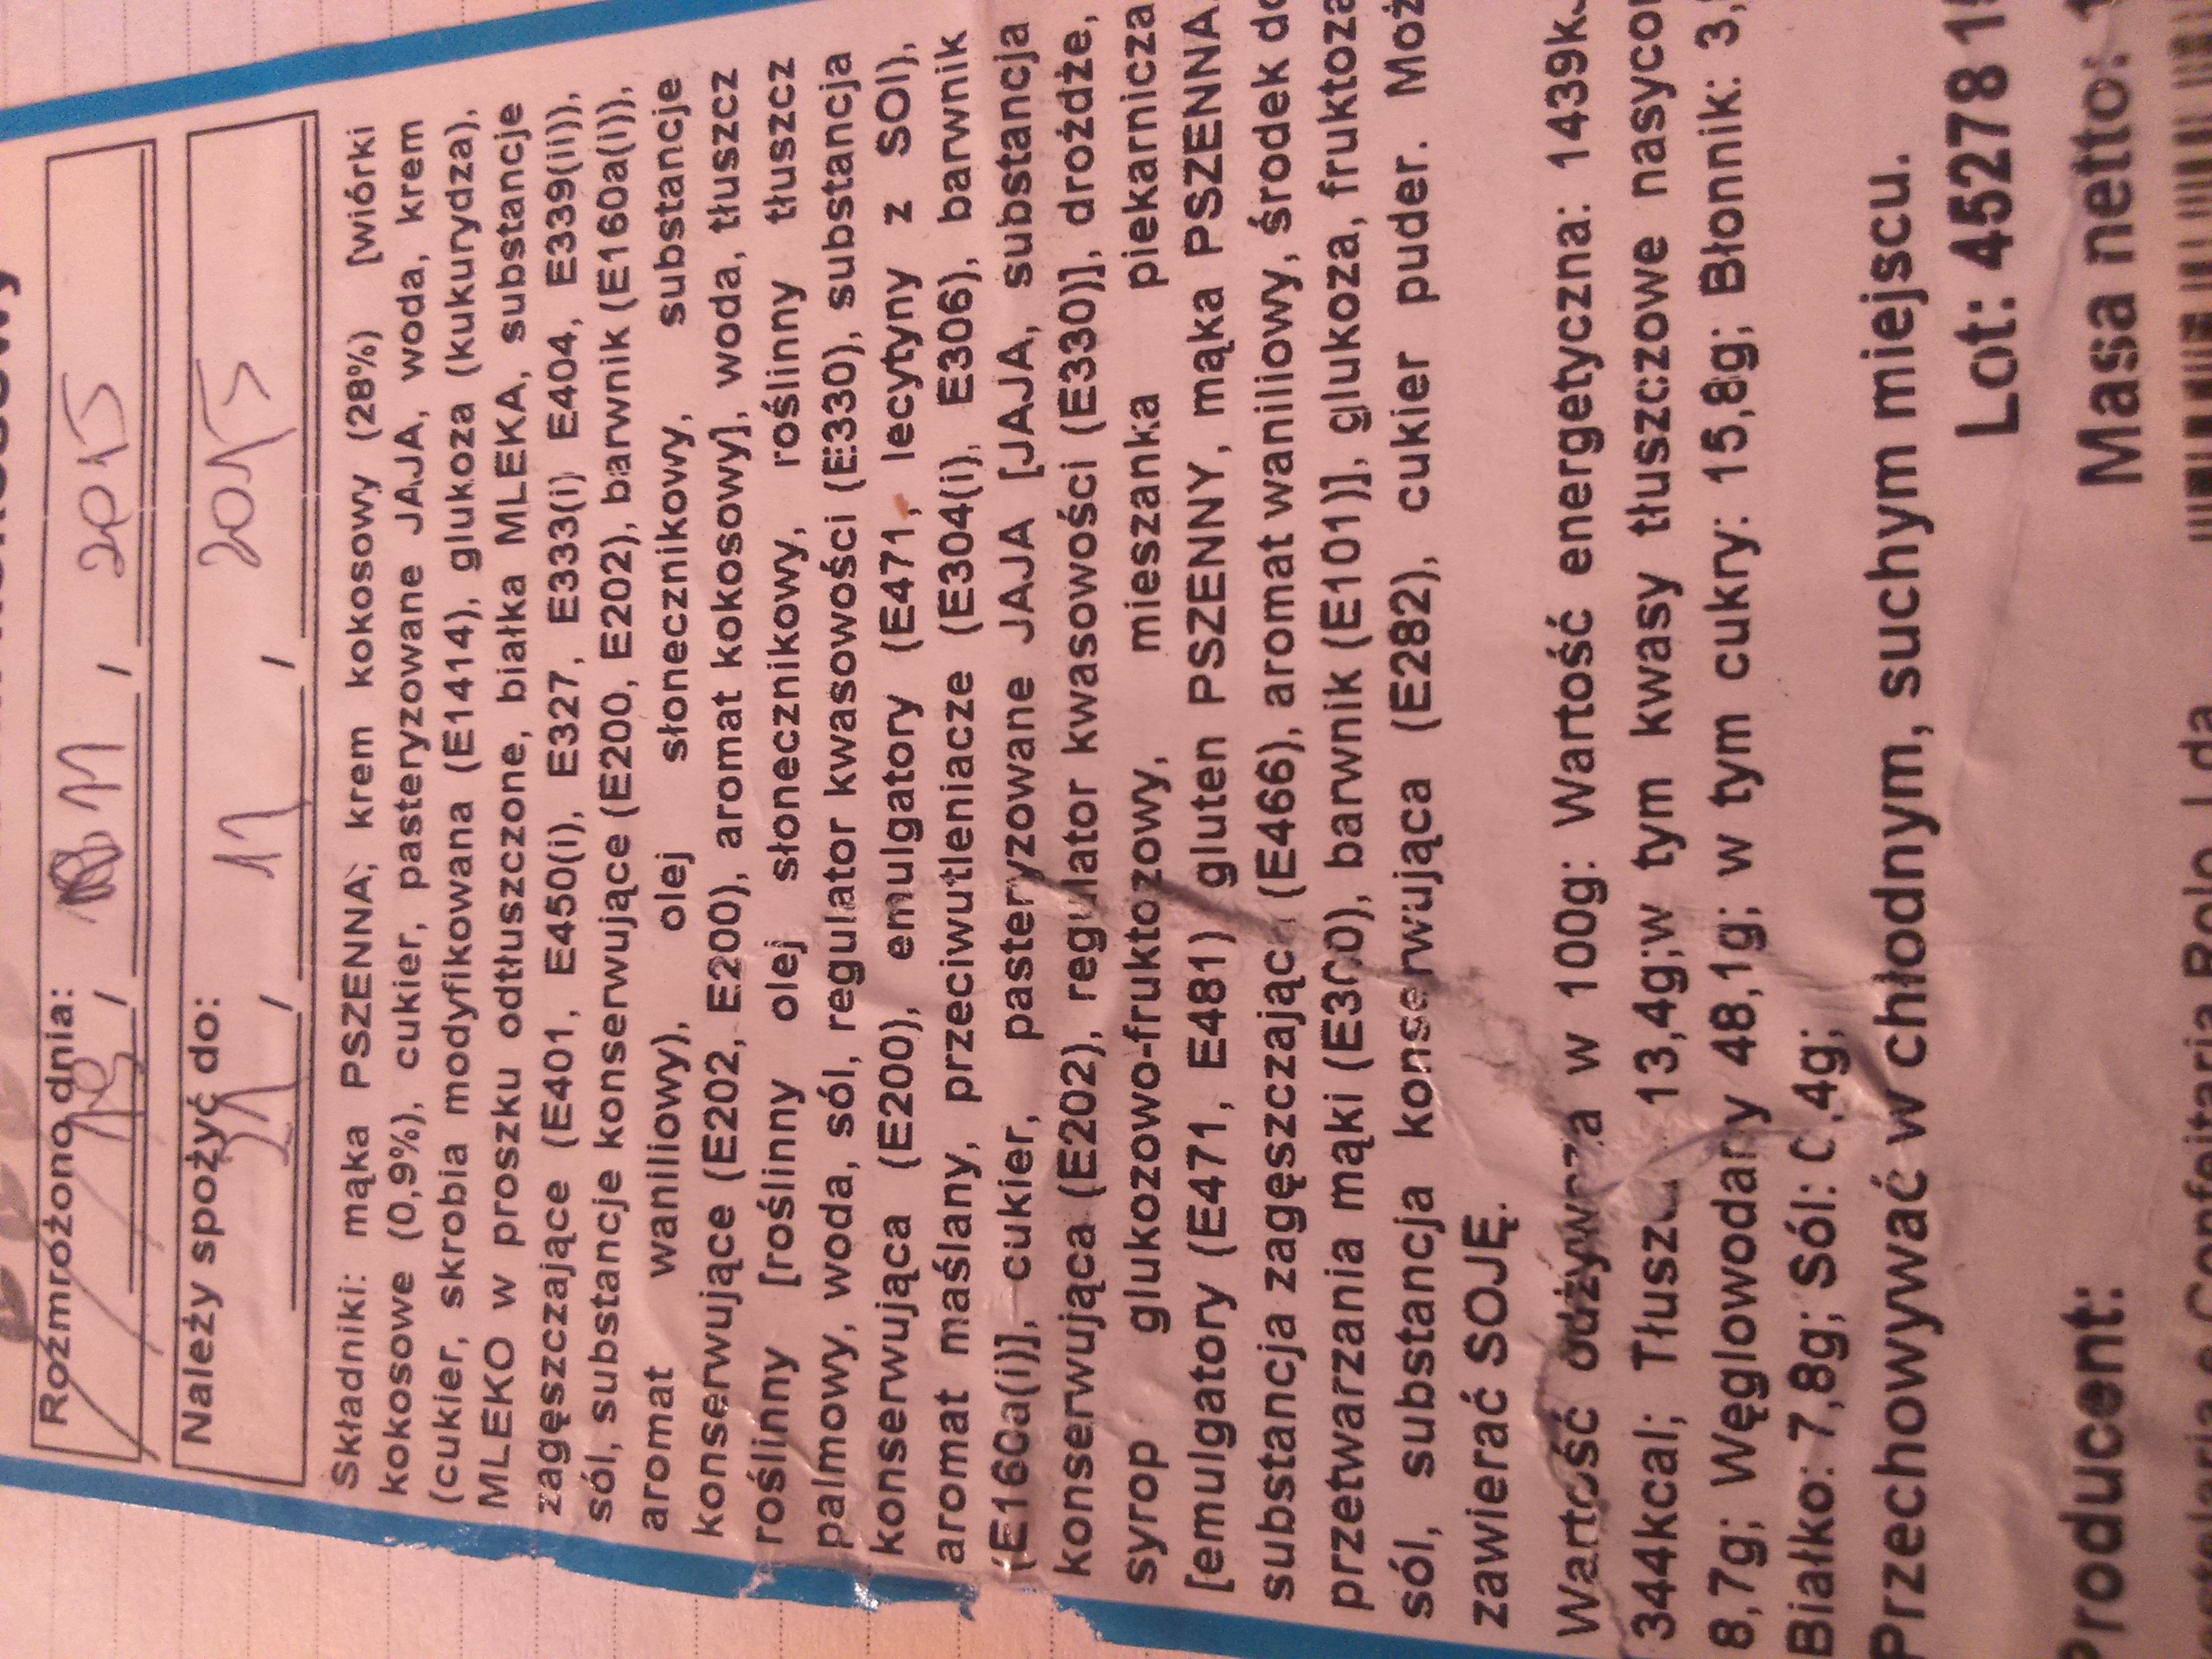 kokosowy
Rozmrożono dnia:
19 / 11 / 2015
Należy spożyć do:
21 / 11 / 2015
Składniki: mąka PSZENNA, krem kokosowy (28%) [wiórki
kokosowe (0,9%), cukier, pasteryzowane JAJA, woda, krem
(cukier, skrobia modyfikowana (E1414), glukoza (kukurydza),
MLEKO w proszku odtłuszczone, białka MLEKA, substancje
zagęszczające (E401, E450(i), E327, E333(i) E404, E339(ii)),
sól, substancje konserwujące (E200, E202), barwnik (E160a(i)),
aromat waniliowy), olej słonecznikowy, substancje
konserwujące (E202, E200), aromat kokosowy], woda, tłuszcz
roślinny [roślinny olej słonecznikowy, roślinny tłuszcz
palmowy, woda, sól, regulator kwasowości (E330), substancja
konserwująca (E200), emulgatory (E471, lecytyny z SOI),
aromat maślany, przeciwutleniacze (E304(i), E306), barwnik
(E160a(i)], cukier, pasteryzowane JAJA [JAJA, substancja
konserwująca (E202), regulator kwasowości (E330)], drożdże,
syrop glukozowo-fruktozowy, mieszanka piekarnicza
[emulgatory (E471, E481) gluten PSZENNY, mąka PSZENNA,
substancja zagęszczająca (E466), aromat waniliowy, środek do
przetwarzania mąki (E300), barwnik (E101)], glukoza, fruktoza
sól, substancja konserwująca (E282), cukier puder. Moż
zawierać SOJĘ.
Wartość odżywcza w 100g: Wartość energetyczna: 1439kJ
344kcal; Tłuszcz 13,4g;w tym kwasy tłuszczowe nasyco
8,7g; Węglowodany 48,1g; w tym cukry: 15,8g; Błonnik: 3,
Białko: 7,8g; Sól: 0,4g;
Przechowywać w chłodnym, suchym miejscu.
Lot: 45278
Producent:
Masa netto:
Confeitaria Rolo, Lda